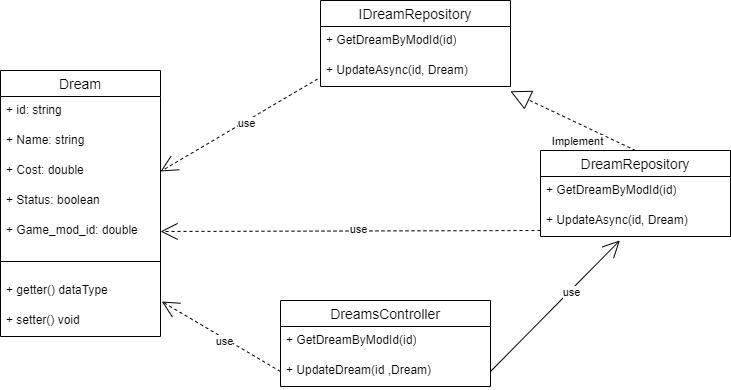 IDreamRepository
+ GetDreamByModId(id)
+ UpdateAsync(id, Dream)
Dream
+ id: string
+ Name: string
+ Cost: double
+ Status: boolean
+ Game_mod_id: double
+ getter() dataType
+ setter() void
use
Implement
DreamRepository
+ GetDreamByModId(id)
+ UpdateAsync(id, Dream)
use
use
DreamsController
+ GetDreamByModId(id)
+ UpdateDream(id ,Dream)
use